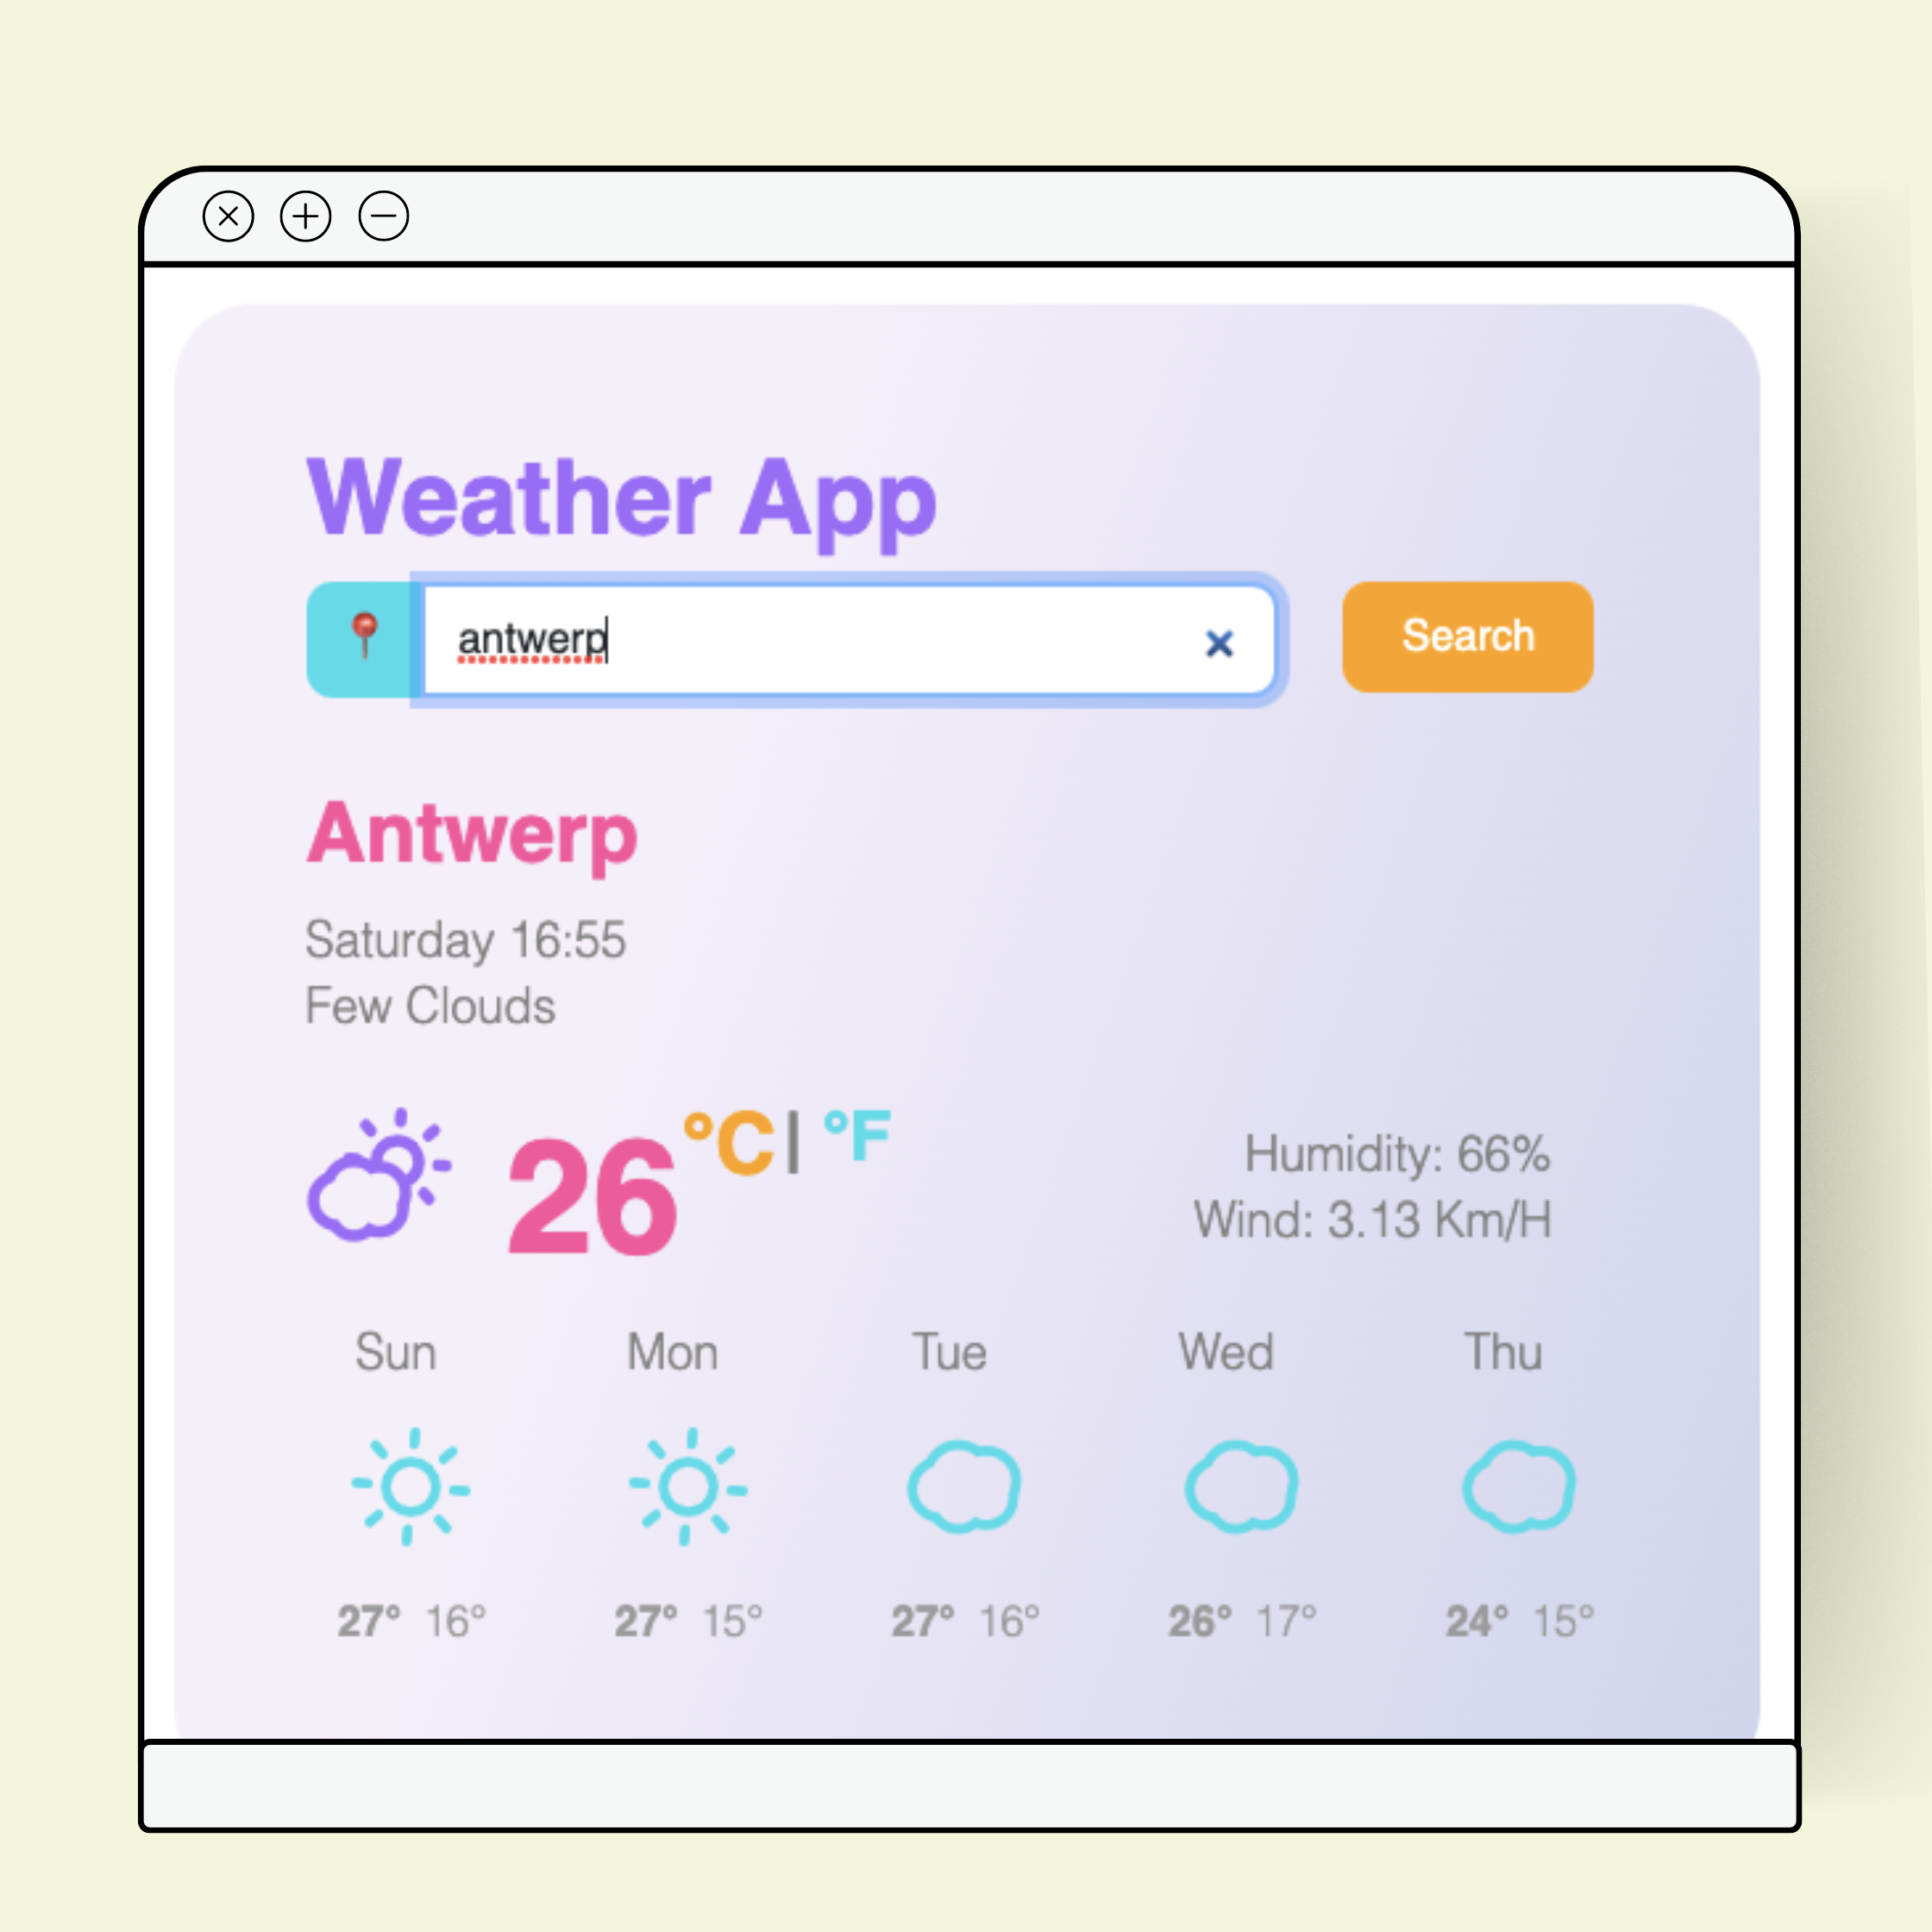 Weather App
antwerp
Search
Antwerp
Saturday 16:55
Few Clouds
26 °C | °F
Humidity: 66%
Wind: 3.13 Km/H
Sun Mon Tue Wed Thu
27° 16° 27° 15° 27° 16° 26° 17° 24° 15°